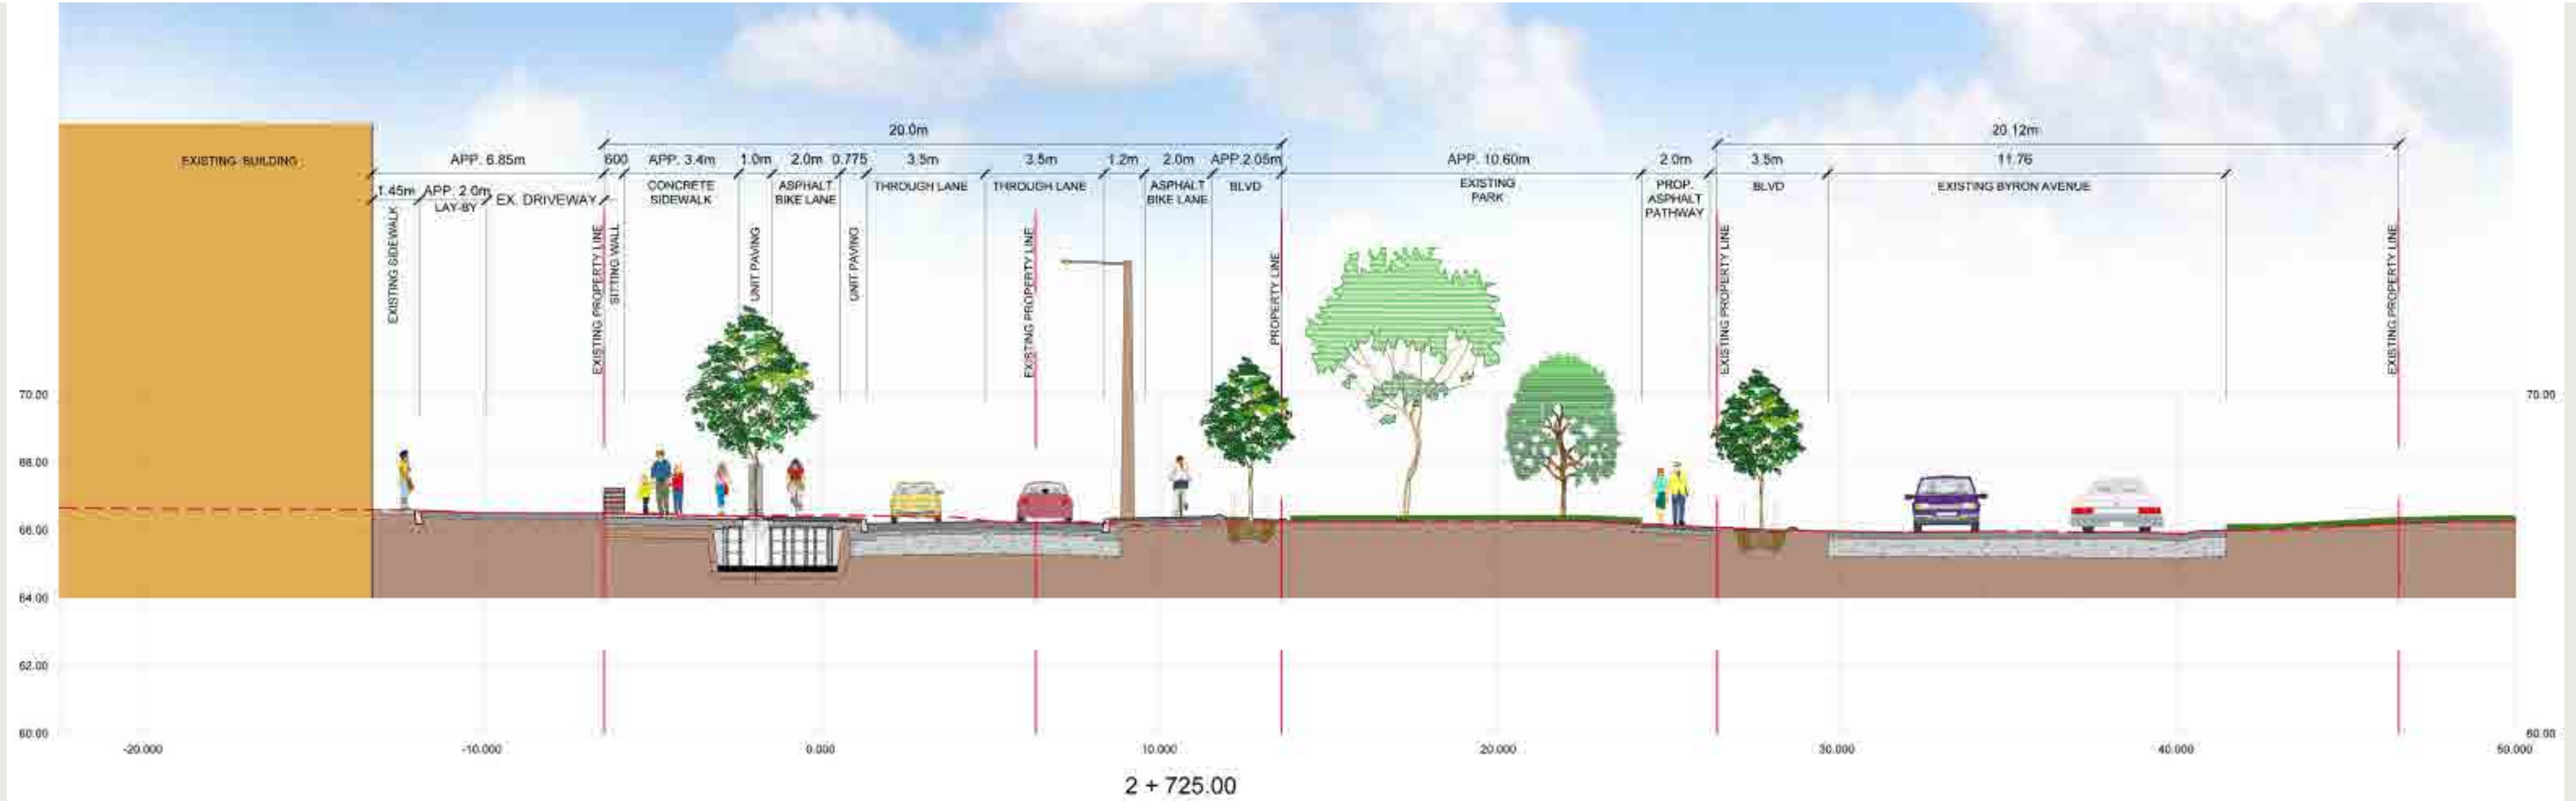 20.0m
20.12m
EXISTING BUILDING
APP. 6.85m
600
APP. 3.4m
1.0m
2.0m
0.775
3.5m
3.5m
1.2m
2.0m
APP.2.05m
APP. 10.60m
2.0m
3.5m
11.76
1.45m
APP. 2.0m
LAY-BY
EX. DRIVEWAY
CONCRETE
SIDEWALK
ASPHALT
BIKE LANE
THROUGH LANE
THROUGH LANE
ASPHALT
BIKE LANE
BLVD
EXISTING
PARK
PROP.
ASPHALT
PATHWAY
BLVD
EXISTING BYRON AVENUE
EXISTING SIDEWALK
EXISTING PROPERTY LINE
SITTING WALL
UNIT PAVING
UNIT PAVING
EXISTING PROPERTY LINE
PROPERTY LINE
EXISTING PROPERTY LINE
EXISTING PROPERTY LINE
70.00
70.00
68.00
66.00
64.00
62.00
60.00
60.00
-20.000
-10.000
0.000
10.000
20.000
30.000
40.000
50.000
2 + 725.00